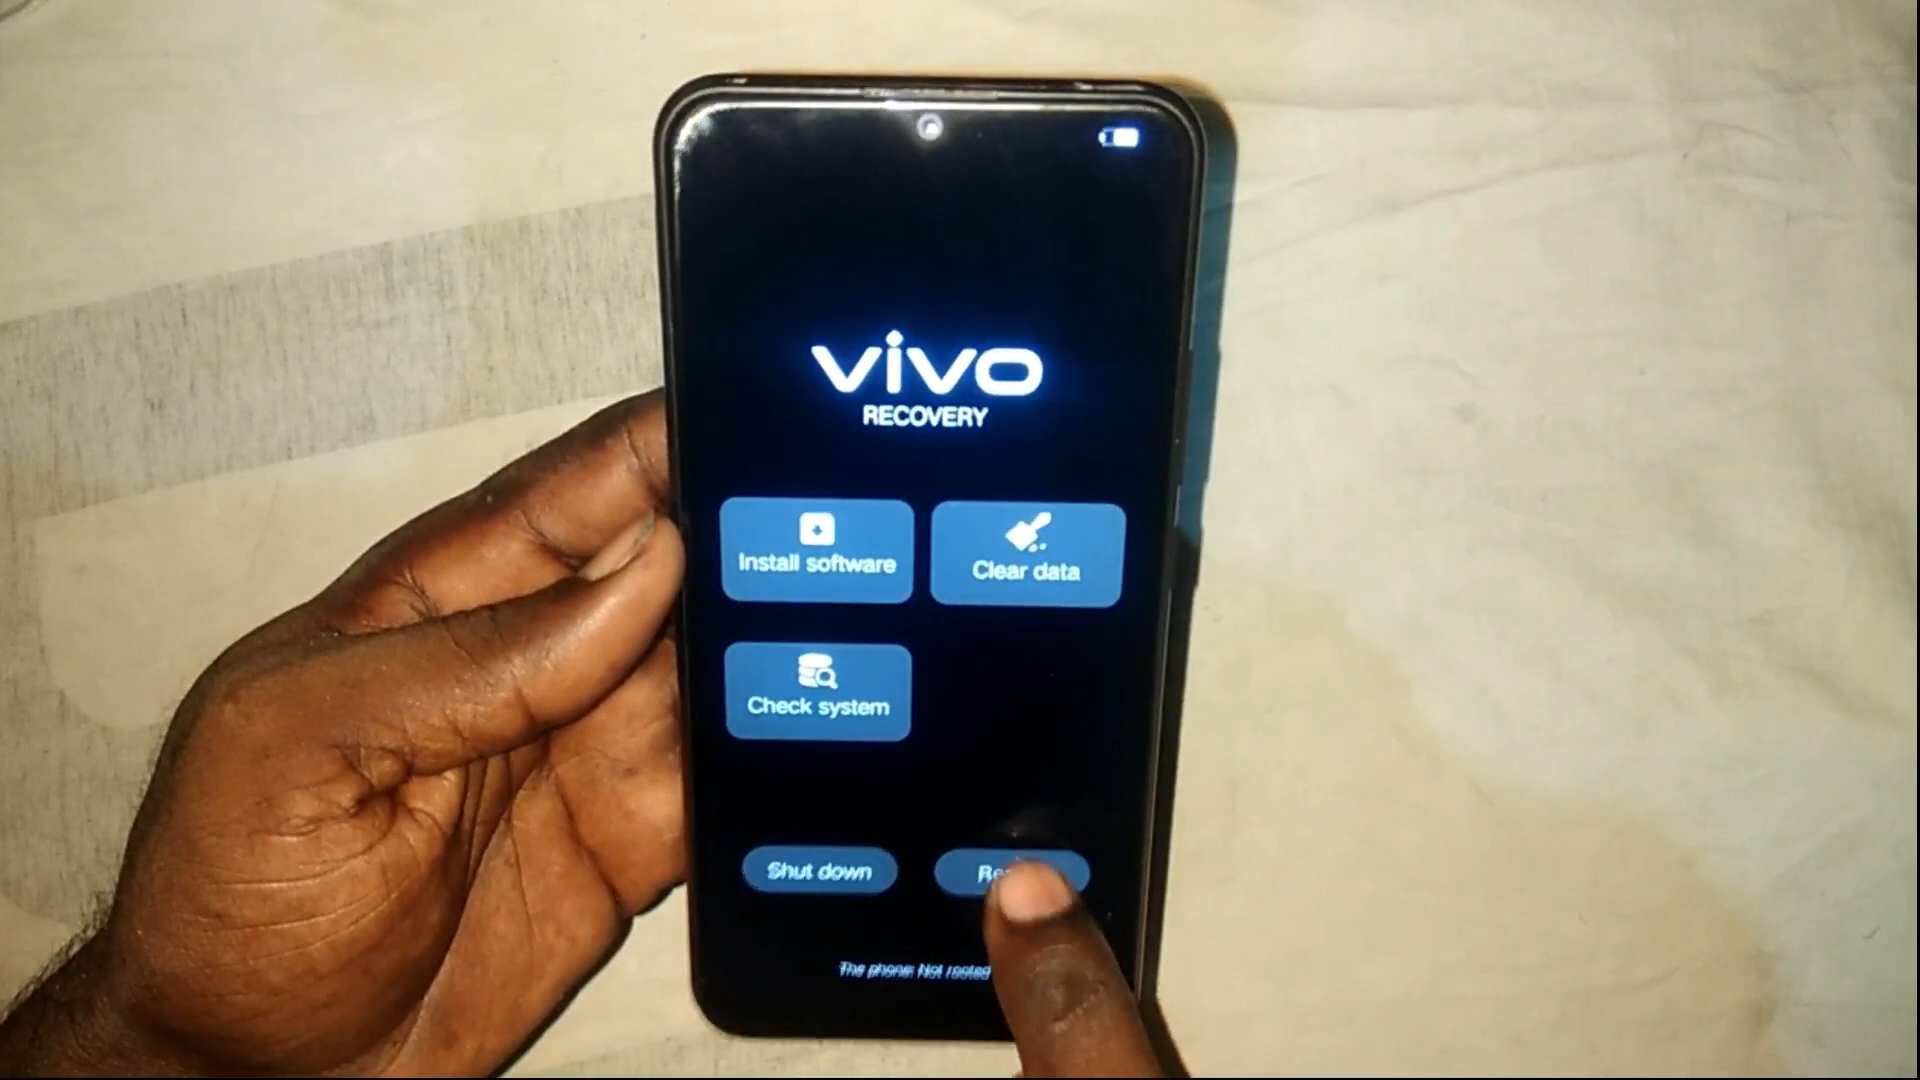 vivo
RECOVERY
Install software
Clear data
Check system
Shut down
The phone: Not rooted